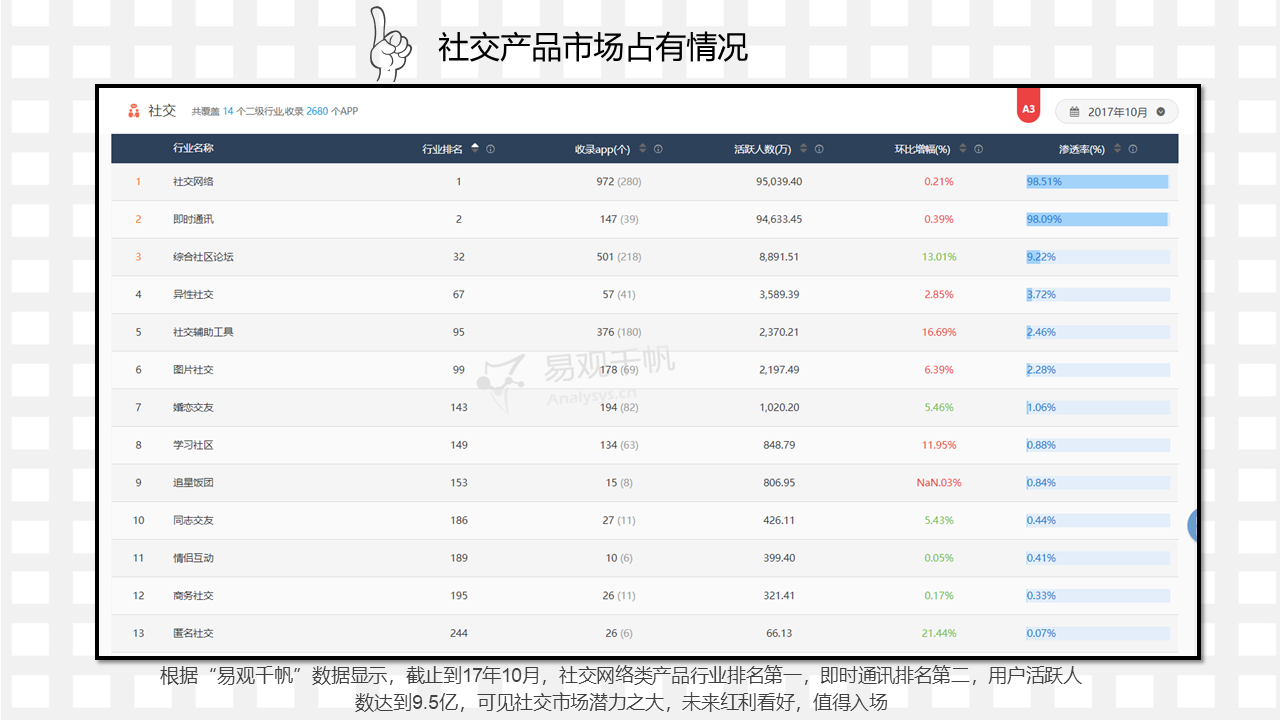 社交产品市场占有情况
社交 共覆盖 14 个二级行业,收录 2680 个APP A3 2017年10月
行业名称 行业排名 收录app(个) 活跃人数(万) 环比增幅(%) 渗透率(%)
1 社交网络 1 972 (280) 95,039.40 0.21% 98.51%
2 即时通讯 2 147 (39) 94,633.45 0.39% 98.09%
3 综合社区论坛 32 501 (218) 8,891.51 13.01% 9.22%
4 异性社交 67 57 (41) 3,589.39 2.85% 3.72%
5 社交辅助工具 95 376 (180) 2,370.21 16.69% 2.46%
6 图片社交 99 178 (69) 2,197.49 6.39% 2.28%
易观千帆
Analysys.cn
7 婚恋交友 143 194 (82) 1,020.20 5.46% 1.06%
8 学习社区 149 134 (63) 848.79 11.95% 0.88%
9 追星饭团 153 15 (8) 806.95 NaN.03% 0.84%
10 同志交友 186 27 (11) 426.11 5.43% 0.44%
11 情侣互动 189 10 (6) 399.40 0.05% 0.41%
12 商务社交 195 26 (11) 321.41 0.17% 0.33%
13 匿名社交 244 26 (6) 66.13 21.44% 0.07%
根据“易观千帆”数据显示，截止到17年10月，社交网络类产品行业排名第一，即时通讯排名第二，用户活跃人
数达到9.5亿，可见社交市场潜力之大，未来红利看好，值得入场